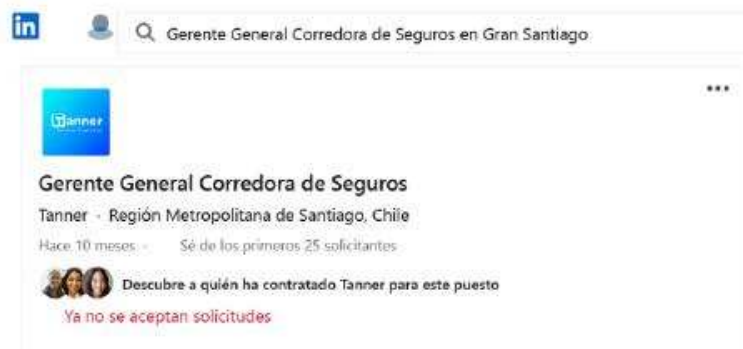 in
Gerente General Corredora de Seguros en Gran Santiago
Tanner
Gerente General Corredora de Seguros
Tanner - Región Metropolitana de Santiago, Chile
Hace 10 meses - Sé de los primeros 25 solicitantes
Descubre a quién ha contratado Tanner para este puesto
Ya no se aceptan solicitudes